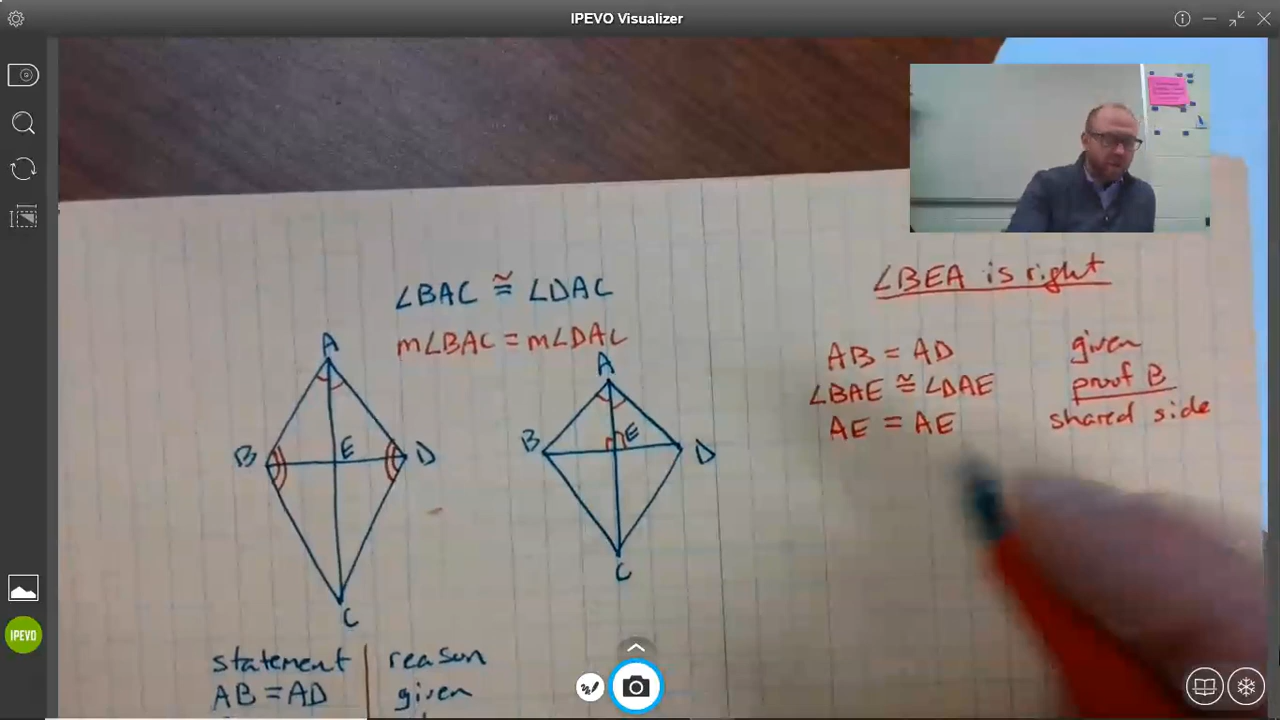 IPEVO Visualizer
∠BAC ≅ ∠DAC
m∠BAC = m∠DAC
A
B
E
D
C
A
B
E
D
C
statement | reason
AB = AD | given
∠BEA is right
AB = AD given
∠BAE ≅ ∠DAE proof B
AE = AE shared side
IPEVO